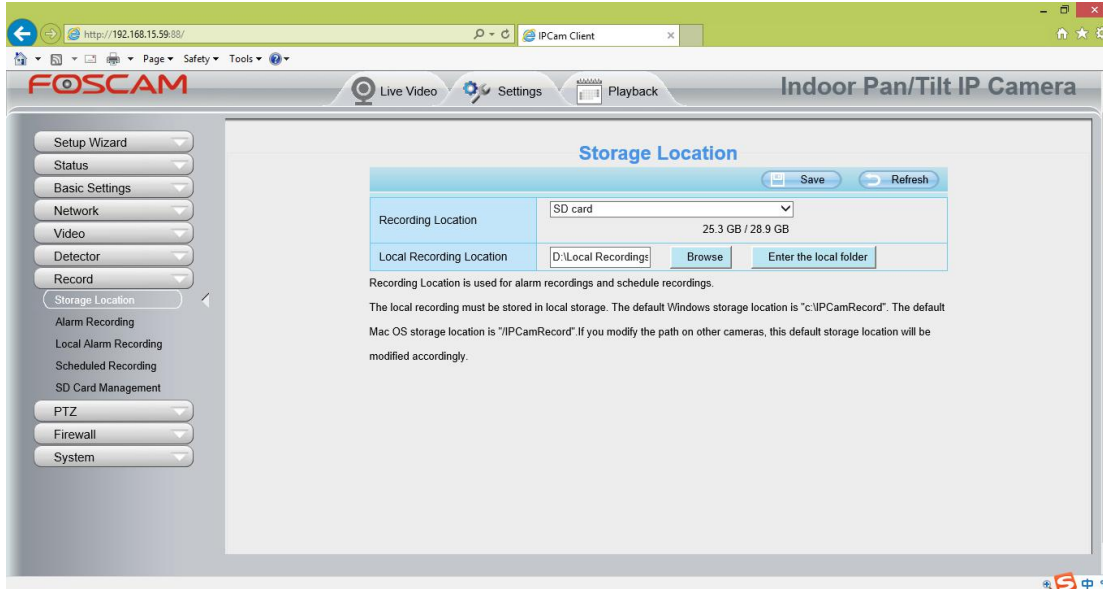 http://192.168.15.59:88/
IPCam Client
Page Safety Tools
FOSCAM
Live Video
Settings
Playback
Indoor Pan/Tilt IP Camera
Setup Wizard
Status
Basic Settings
Network
Video
Detector
Record
Storage Location
Alarm Recording
Local Alarm Recording
Scheduled Recording
SD Card Management
PTZ
Firewall
System
Storage Location
Save Refresh
Recording Location
SD card
25.3 GB / 28.9 GB
Local Recording Location
D:\Local Recordings
Browse
Enter the local folder
Recording Location is used for alarm recordings and schedule recordings.
The local recording must be stored in local storage. The default Windows storage location is "c:\IPCamRecord". The default
Mac OS storage location is "/IPCamRecord".If you modify the path on other cameras, this default storage location will be
modified accordingly.
中